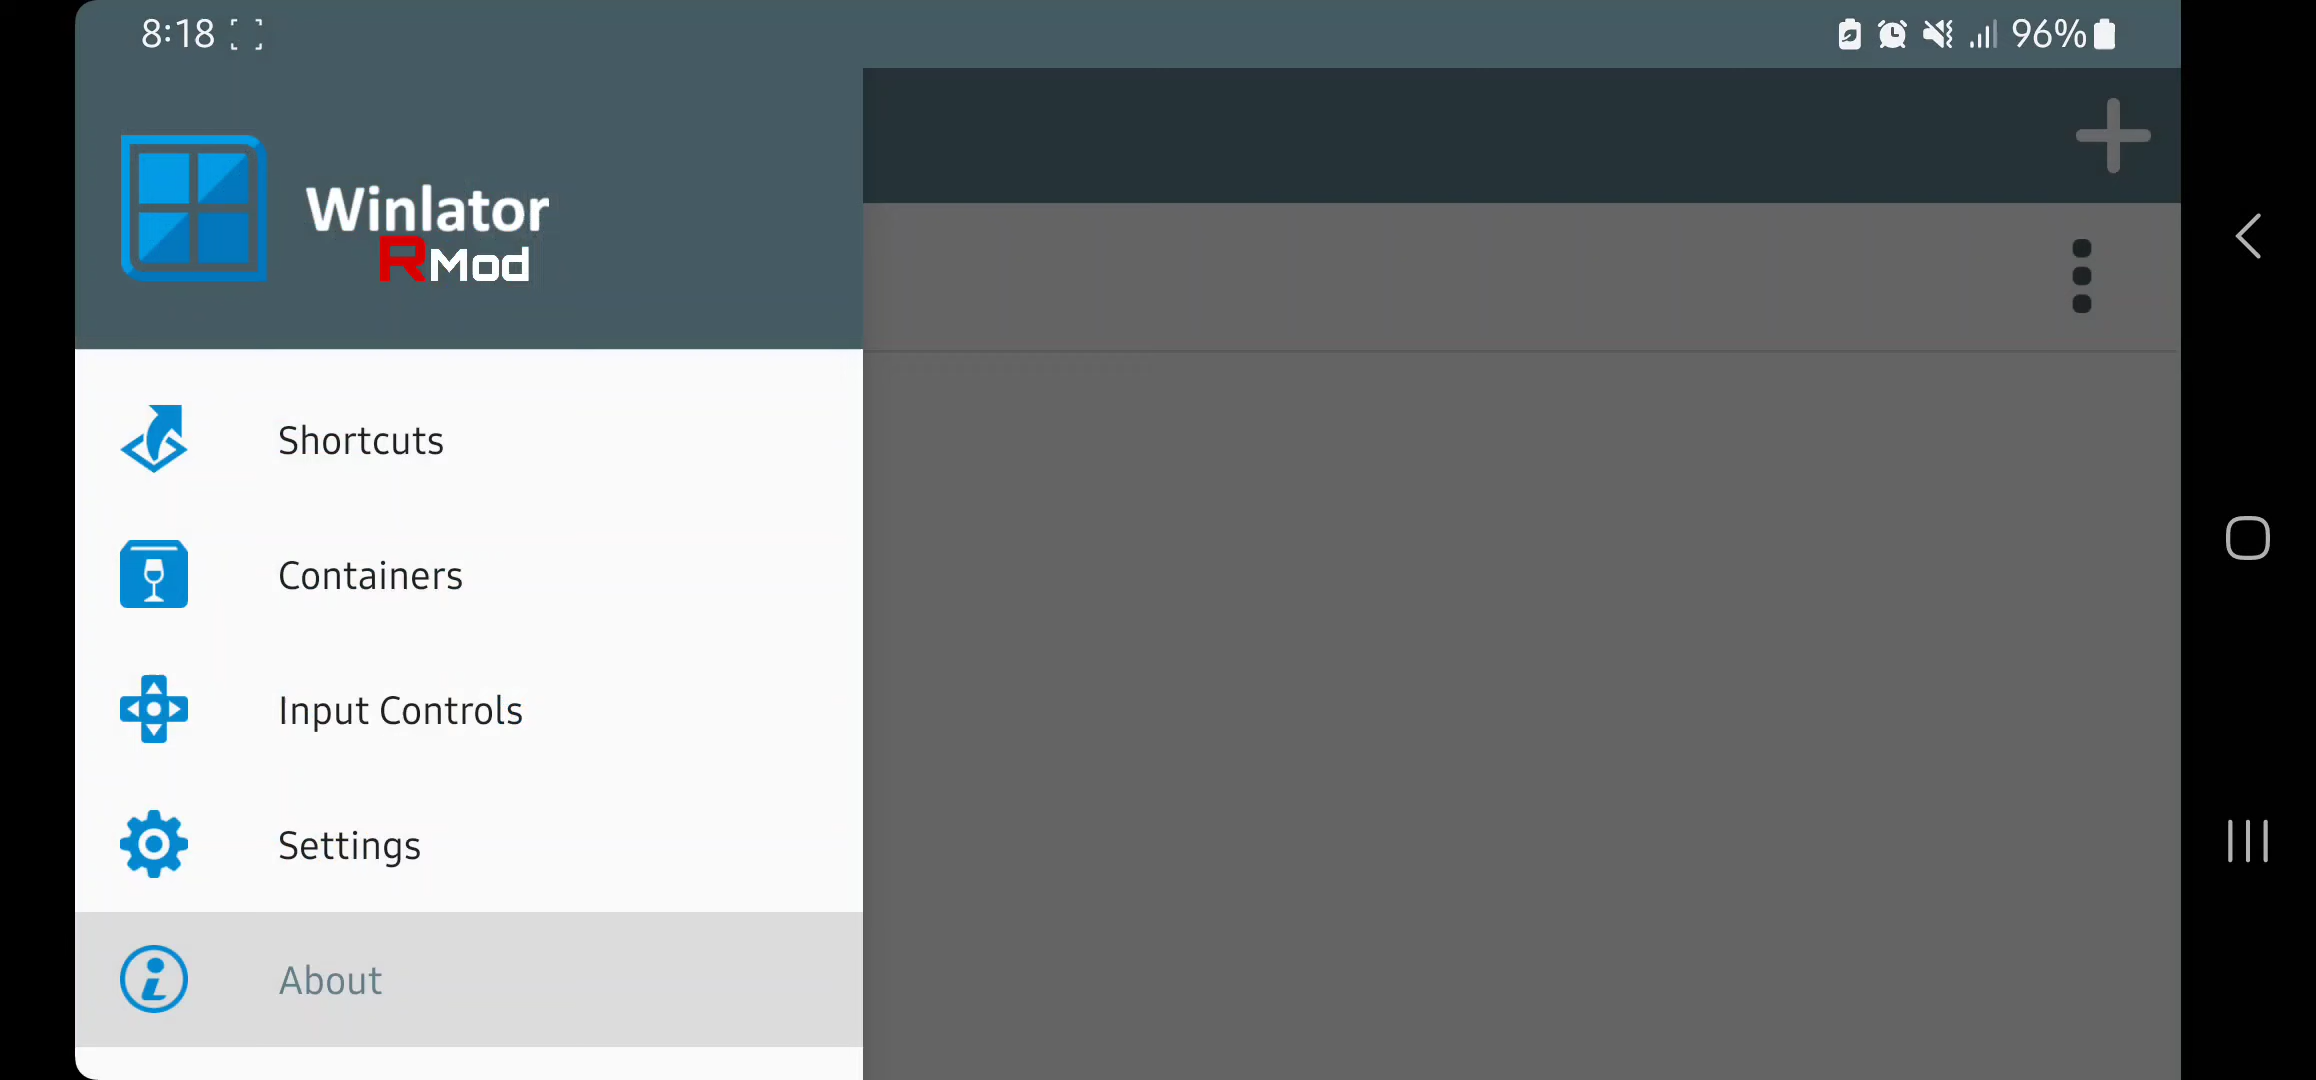 8:18
96%
Winlator
RMod
Shortcuts
Containers
Input Controls
Settings
About